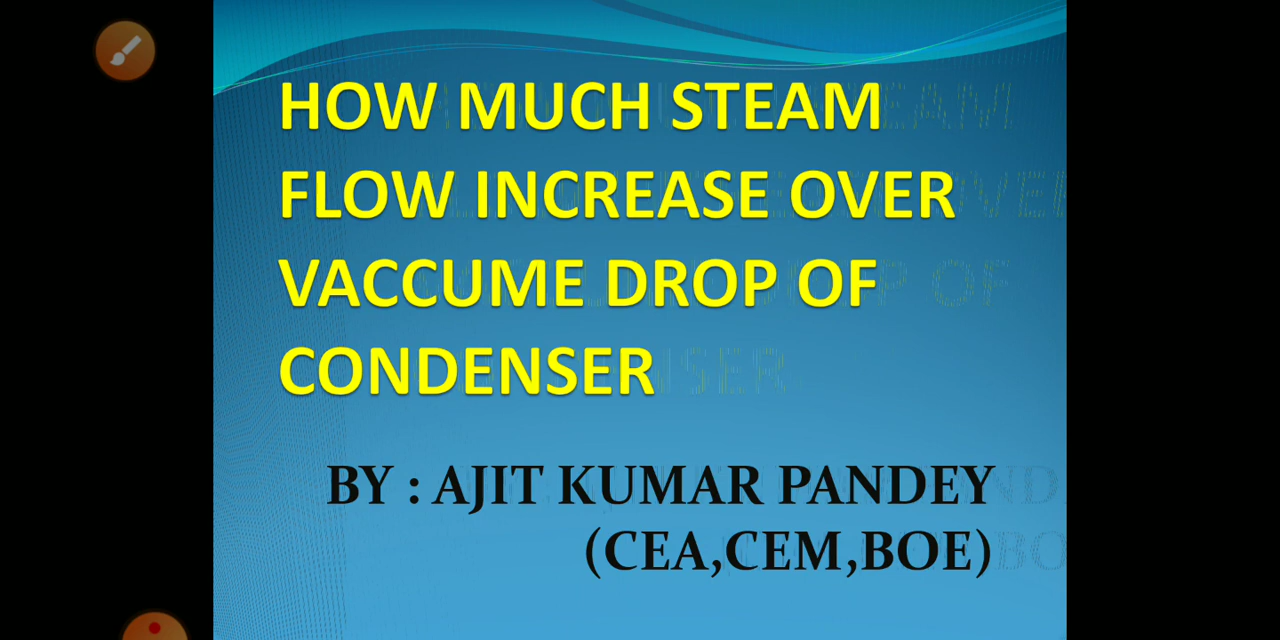 HOW MUCH STEAM
FLOW INCREASE OVER
VACCUME DROP OF
CONDENSER
BY : AJIT KUMAR PANDEY
(CEA,CEM,BOE)